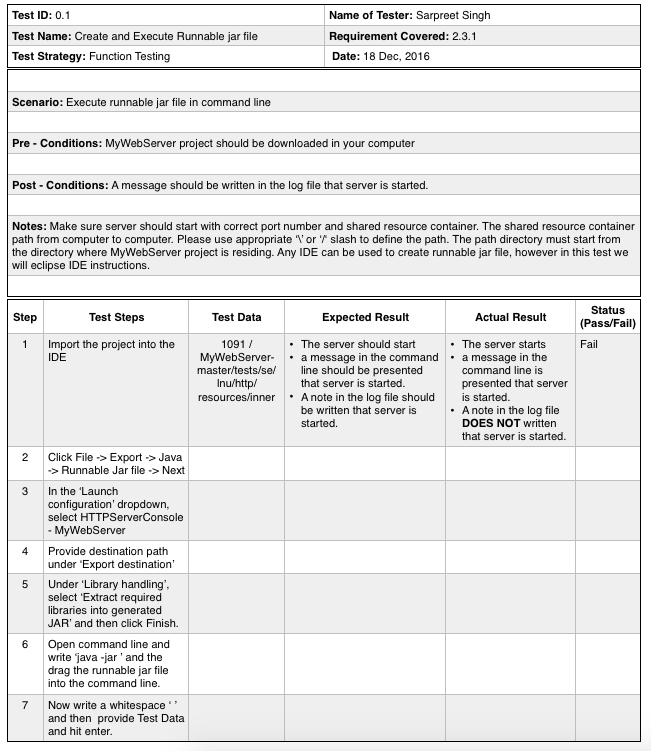 Test ID: 0.1
Name of Tester: Sarpreet Singh
Test Name: Create and Execute Runnable jar file
Requirement Covered: 2.3.1
Test Strategy: Function Testing
Date: 18 Dec, 2016
Scenario: Execute runnable jar file in command line
Pre - Conditions: MyWebServer project should be downloaded in your computer
Post - Conditions: A message should be written in the log file that server is started.
Notes: Make sure server should start with correct port number and shared resource container. The shared resource container
path from computer to computer. Please use appropriate ‘\’ or ‘/’ slash to define the path. The path directory must start from
the directory where MyWebServer project is residing. Any IDE can be used to create runnable jar file, however in this test we
will eclipse IDE instructions.
Step
Test Steps
Test Data
Expected Result
Actual Result
Status
(Pass/Fail)
1
Import the project into the
IDE
1091 /
MyWebServer-
master/tests/se/
lnu/http/
resources/inner
• The server should start
• a message in the command
line should be presented
that server is started.
• A note in the log file should
be written that server is
started.
• The server starts
• a message in the
command line is
presented that server
is started.
• A note in the log file
DOES NOT written
that server is started.
Fail
2
Click File -> Export -> Java
-> Runnable Jar file -> Next
3
In the ‘Launch
configuration’ dropdown,
select HTTPServerConsole
- MyWebServer
4
Provide destination path
under ‘Export destination’
5
Under ‘Library handling’,
select ‘Extract required
libraries into generated
JAR’ and then click Finish.
6
Open command line and
write ‘java -jar ’ and the
drag the runnable jar file
into the command line.
7
Now write a whitespace ‘ ’
and then  provide Test Data
and hit enter.